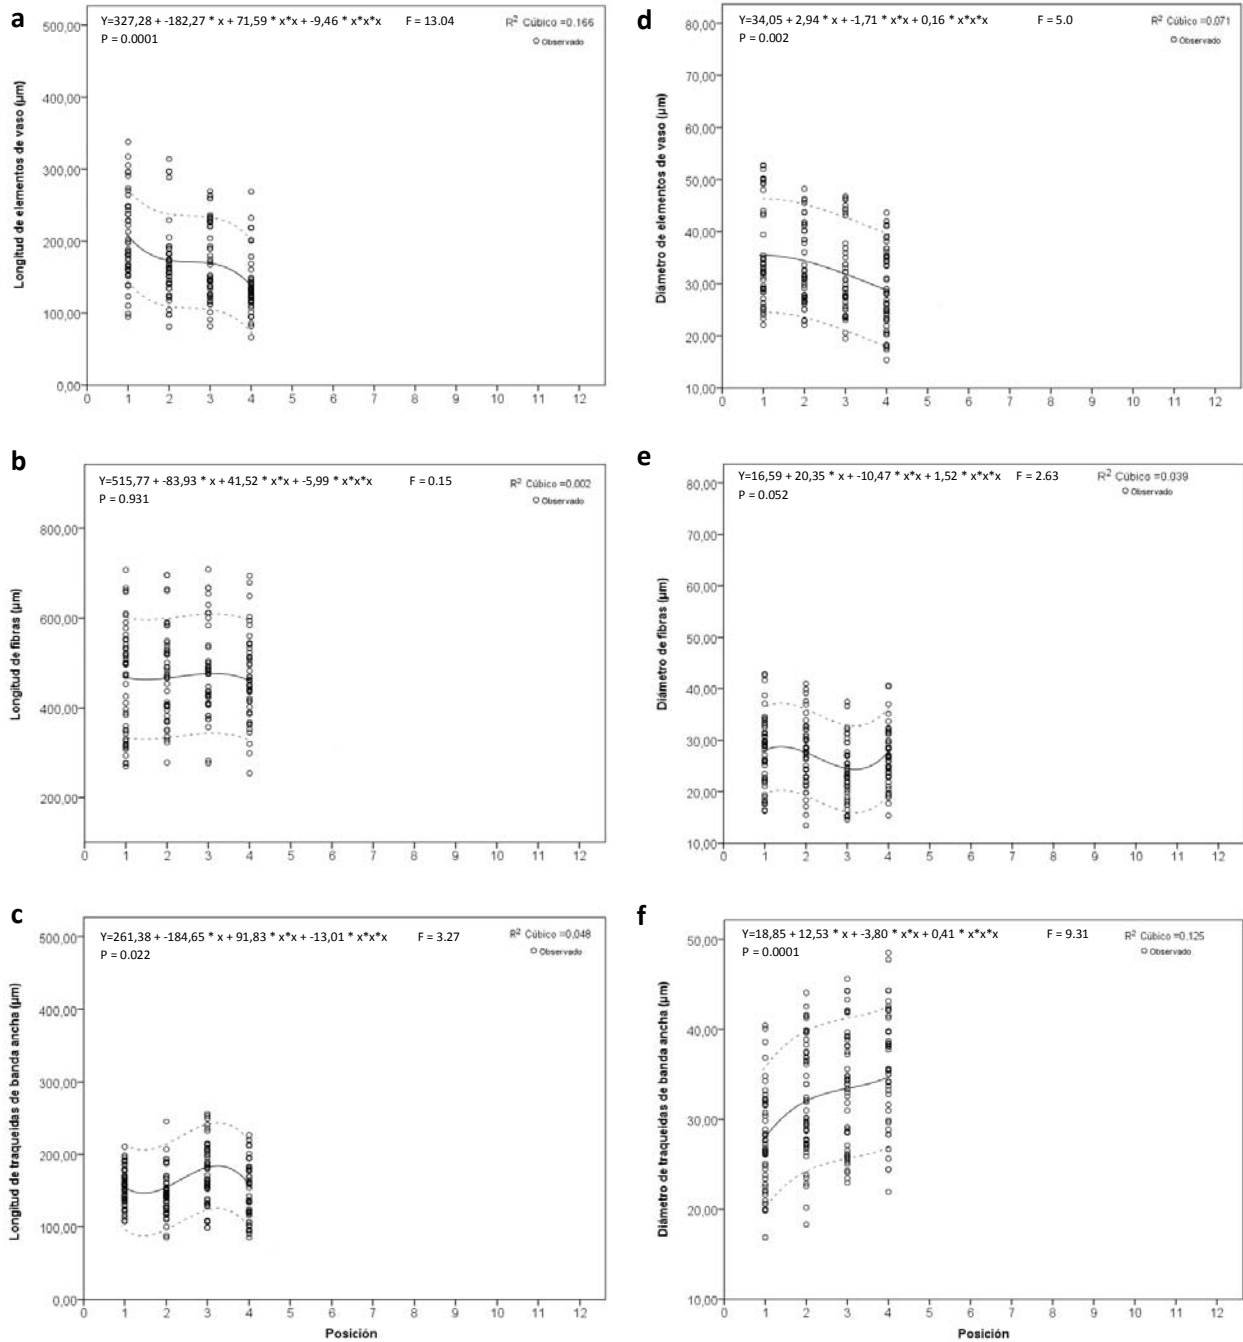 a
Y=327,28 + -182,27 * x + 71,59 * x*x + -9,46 * x*x*x F = 13.04
P = 0.0001
R2 Cúbico =0.166
Observado
Longitud de elementos de vaso (µm)
500,00
400,00
300,00
200,00
100,00
0,00
0 1 2 3 4 5 6 7 8 9 10 11 12
d
Y=34,05 + 2,94 * x + -1,71 * x*x + 0,16 * x*x*x F = 5.0
P = 0.002
R2 Cúbico =0,071
Observado
Diámetro de elementos de vaso (µm)
80,00
70,00
60,00
50,00
40,00
30,00
20,00
10,00
0 1 2 3 4 5 6 7 8 9 10 11 12
b
Y=515,77 + -83,93 * x + 41,52 * x*x + -5,99 * x*x*x F = 0.15
P = 0.931
R2 Cúbico =0,002
Observado
Longitud de fibras (µm)
800,00
600,00
400,00
200,00
0 1 2 3 4 5 6 7 8 9 10 11 12
e
Y=16,59 + 20,35 * x + -10,47 * x*x + 1,52 * x*x*x F = 2.63
P = 0.052
R2 Cúbico =0,039
Observado
Diámetro de fibras (µm)
80,00
70,00
60,00
50,00
40,00
30,00
20,00
10,00
0 1 2 3 4 5 6 7 8 9 10 11 12
c
Y=261,38 + -184,65 * x + 91,83 * x*x + -13,01 * x*x*x F = 3.27
P = 0.022
R2 Cúbico =0,048
Observado
Longitud de traqueidas de banda ancha (µm)
500,00
400,00
300,00
200,00
100,00
0,00
0 1 2 3 4 5 6 7 8 9 10 11 12
Posición
f
Y=18,85 + 12,53 * x + -3,80 * x*x + 0,41 * x*x*x F = 9.31
P = 0.0001
R2 Cúbico =0,125
Observado
Diámetro de traqueidas de banda ancha (µm)
50,00
40,00
30,00
20,00
10,00
0 1 2 3 4 5 6 7 8 9 10 11 12
Posición